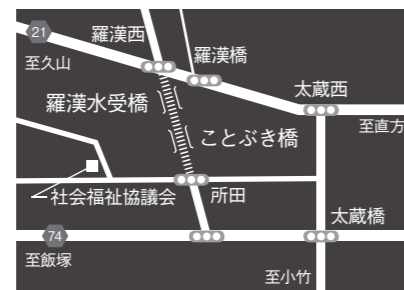 21
羅漢西
羅漢橋
至久山
太蔵西
羅漢水受橋
至直方
ことぶき橋
社会福祉協議会
所田
太蔵橋
74
至飯塚
至小竹